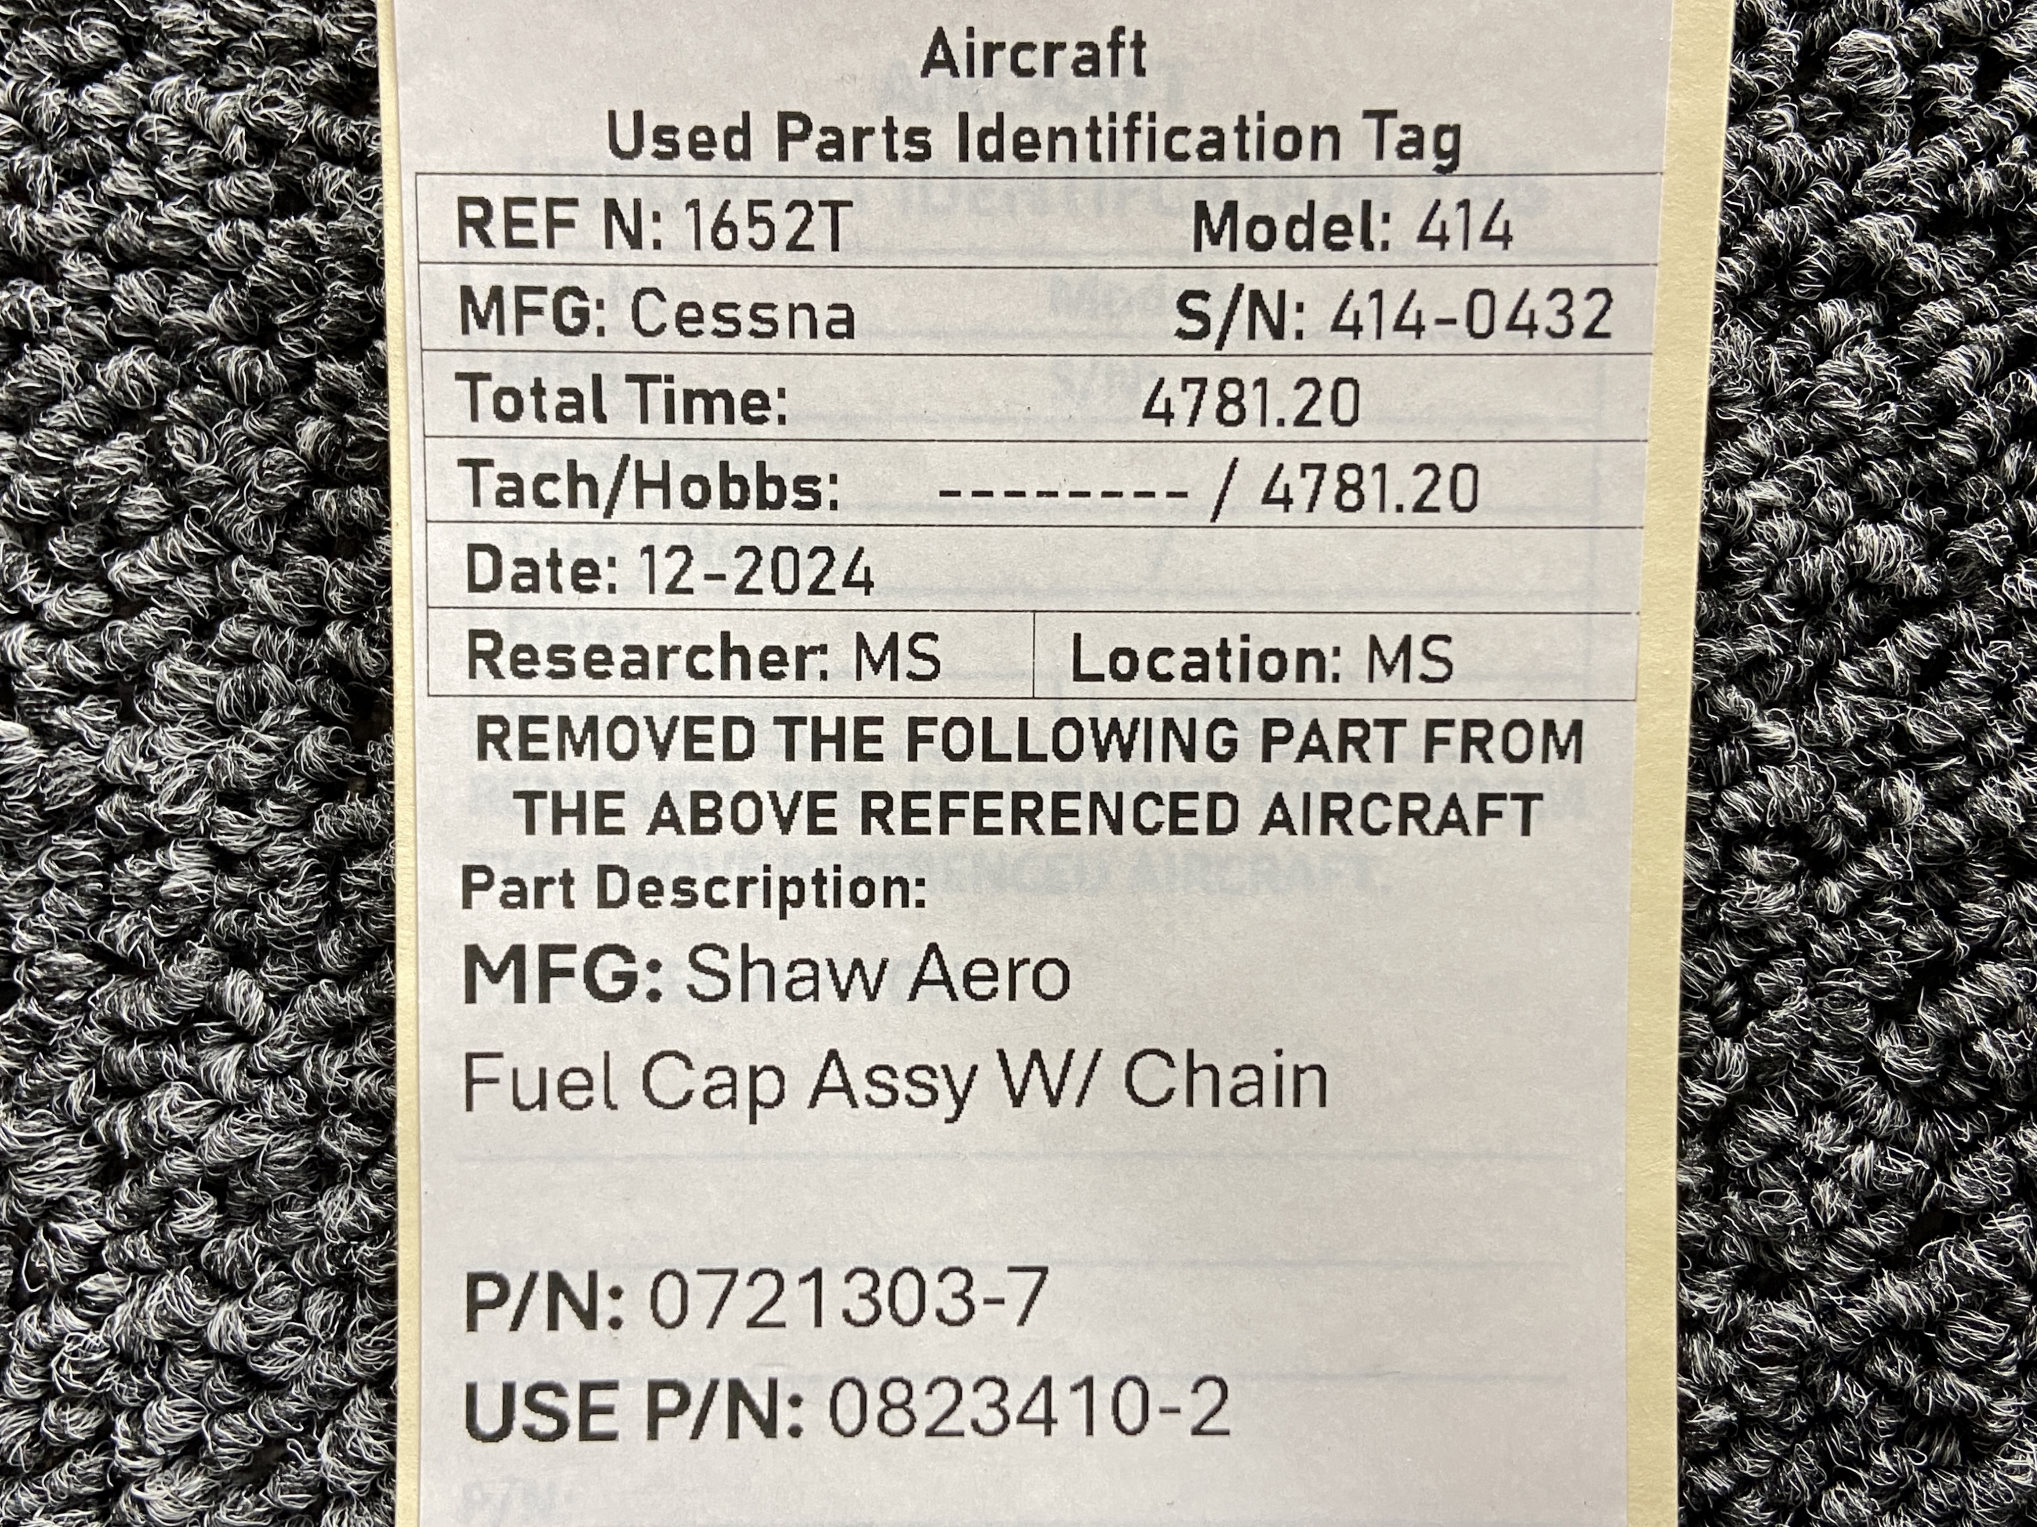 Aircraft
Used Parts Identification Tag
REF N: 1652T Model: 414
MFG: Cessna S/N: 414-0432
Total Time: 4781.20
Tach/Hobbs: -------- / 4781.20
Date: 12-2024
Researcher: MS Location: MS
REMOVED THE FOLLOWING PART FROM
THE ABOVE REFERENCED AIRCRAFT
Part Description:
MFG: Shaw Aero
Fuel Cap Assy W/ Chain
P/N: 0721303-7
USE P/N: 0823410-2